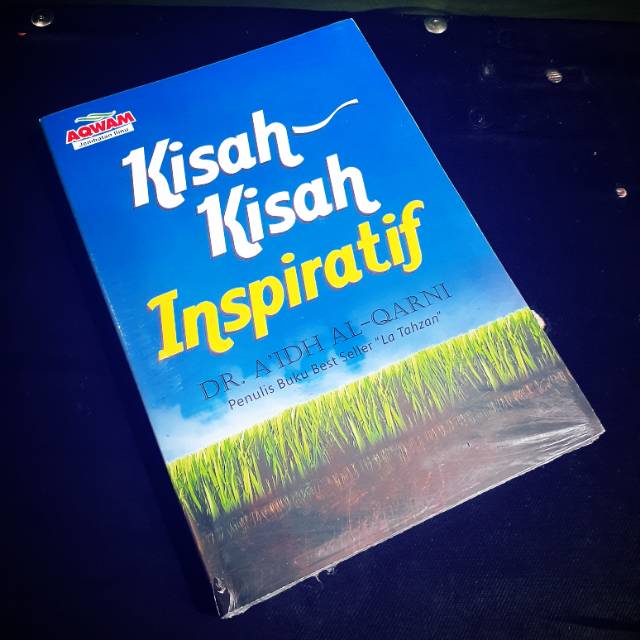 AQWAM
Jembatan Ilmu
Kisah
Kisah
Inspiratif
DR. A'IDH AL-QARNI
Penulis Buku Best Seller "La Tahzan"